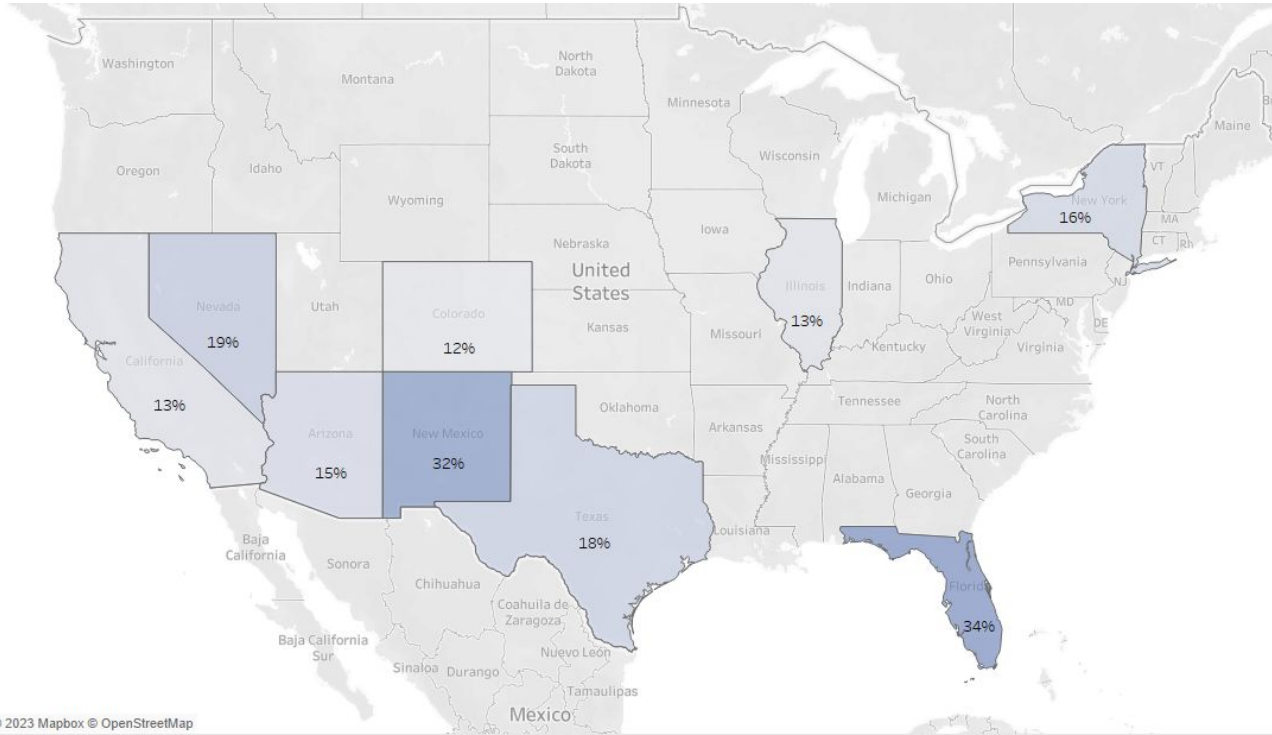 Washington
Montana
North
Dakota
Minnesota
Maine
Oregon
Idaho
South
Dakota
Wisconsin
Michigan
VT
New York
16%
MA
CT
Wyoming
Iowa
Nebraska
United
States
Illinois
13%
Indiana
Ohio
Pennsylvania
NJ
MD
DE
West
Virginia
Virginia
Nevada
19%
Utah
Colorado
12%
Kansas
Missouri
Kentucky
California
13%
Arizona
15%
New Mexico
32%
Oklahoma
Arkansas
Tennessee
North
Carolina
South
Carolina
Mississippi
Alabama
Georgia
Texas
18%
Louisiana
Florida
34%
Baja
California
Sonora
Chihuahua
Coahuila de
Zaragoza
Baja California
Sur
Sinaloa
Durango
Nuevo León
Tamaulipas
Mexico
2023 Mapbox © OpenStreetMap